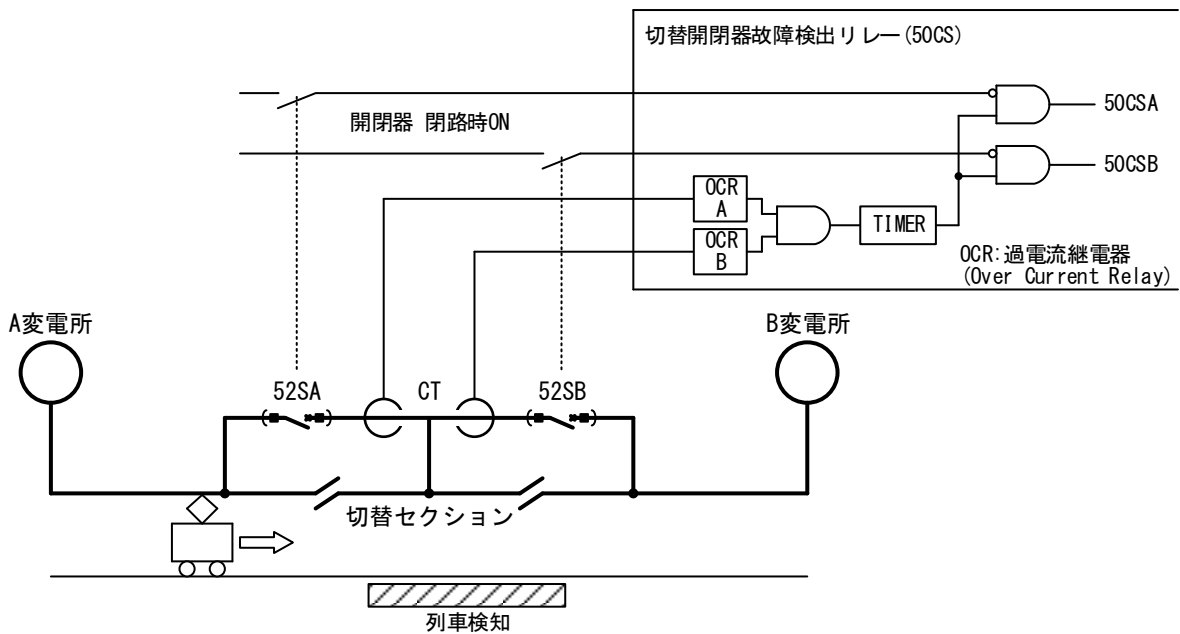 切替開閉器故障検出リレー(50CS)
50CSA
開閉器 閉路時ON
50CSB
OCR
A
OCR
B
TIMER
OCR:過電流継電器
(Over Current Relay)
A変電所
B変電所
52SA
CT
52SB
切替セクション
列車検知